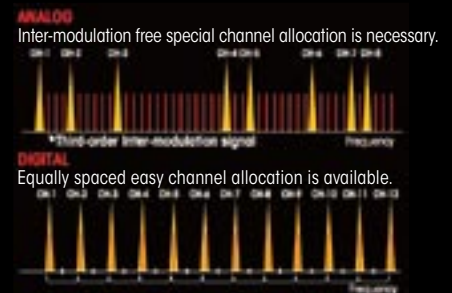 ANALOG
Inter-modulation free special channel allocation is necessary.
CH-1 CH-2 CH-3 CH-4 CH-5 CH-6 CH-7 CH-8
*Third-order Inter-modulation signal
Frequency
DIGITAL
Equally spaced easy channel allocation is available.
CH-1 CH-2 CH-3 CH-4 CH-5 CH-6 CH-7 CH-8 CH-9 CH-10 CH-11 CH-12
Frequency